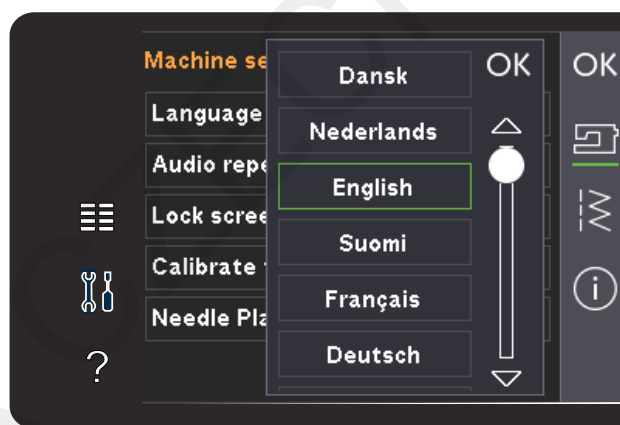 Machine se
Language
Audio repe
Lock scree
Calibrate
Needle Pla
OK
Dansk
Nederlands
English
Suomi
Français
Deutsch
OK
i
?